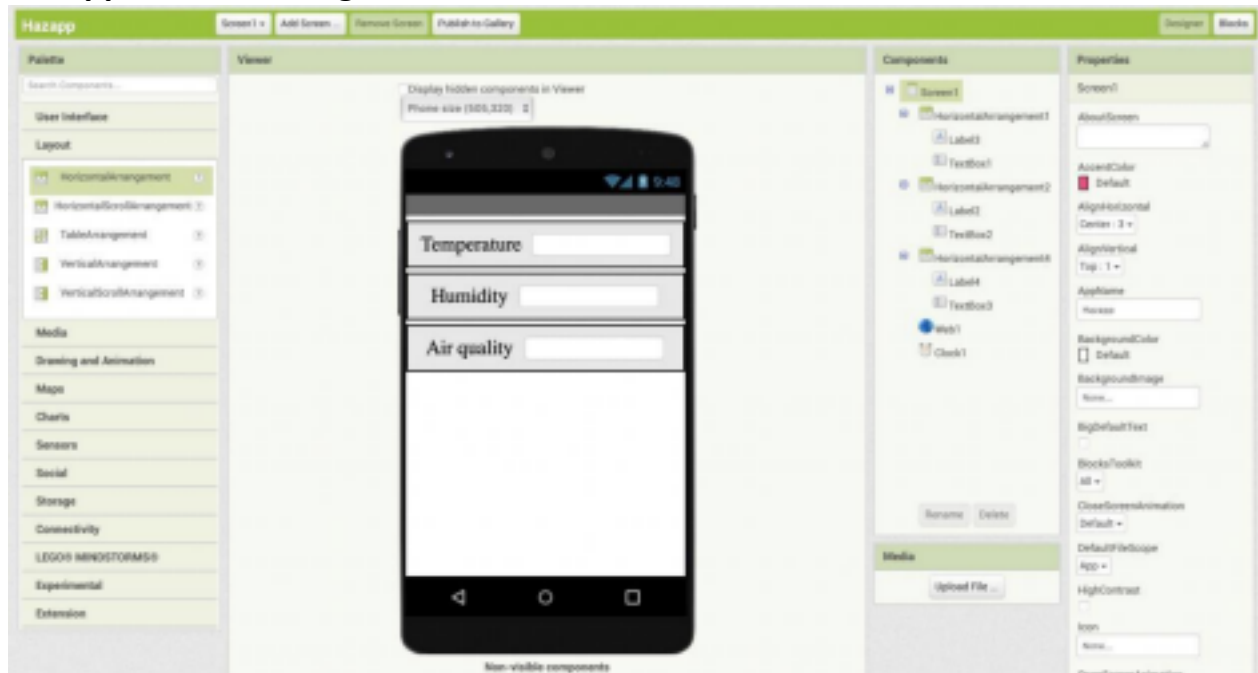 Hazapp
Screen1 Add Screen ... Remove Screen Publish to Gallery
Designer Blocks
Palette
Search Components...
User Interface
Layout
HorizontalArrangement
HorizontalScrollArrangement
TableArrangement
VerticalArrangement
VerticalScrollArrangement
Media
Drawing and Animation
Maps
Charts
Sensors
Social
Storage
Connectivity
LEGO® MINDSTORMS®
Experimental
Extension
Viewer
Display hidden components in Viewer
Phone size (505,320)
9:48
Temperature
Humidity
Air quality
Non-visible components
Components
Screen1
HorizontalArrangement1
Label3
TextBox1
HorizontalArrangement2
Label2
TextBox2
HorizontalArrangement4
Label4
TextBox3
Web1
Clock1
Rename Delete
Media
Upload File ...
Properties
Screen1
AboutScreen
AccentColor
Default
AlignHorizontal
Center : 3
AlignVertical
Top : 1
AppName
BackgroundColor
Default
BackgroundImage
None...
BigDefaultText
BlocksToolkit
All
CloseScreenAnimation
Default
DefaultFileScope
App
HighContrast
Icon
None...